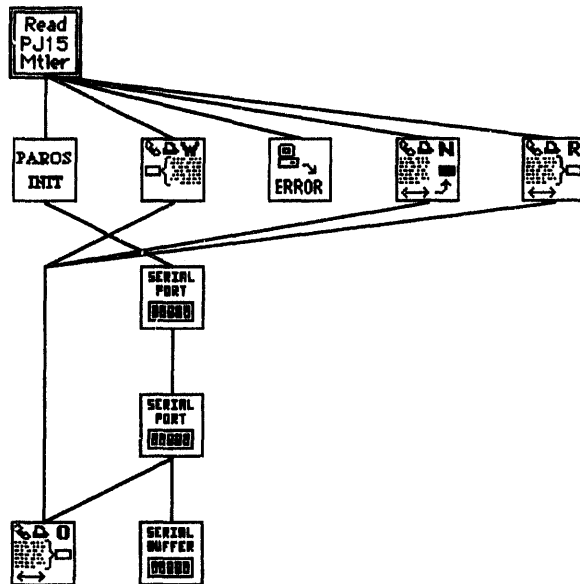 Read
PJ15
Mtler
PAROS
INIT
W
ERROR
N
R
SERIAL
PORT
SERIAL
PORT
O
SERIAL
BUFFER